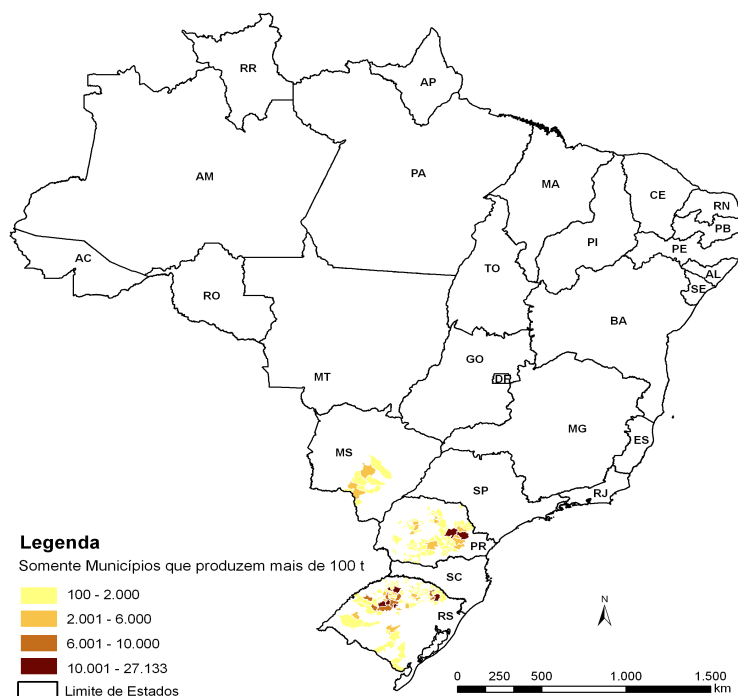 RR
AP
AM
PA
MA
CE
RN
PB
PI
PE
AL
SE
AC
RO
TO
BA
MT
GO
DF
MG
ES
MS
SP
RJ
PR
SC
RS
Legenda
Somente Municípios que produzem mais de 100 t
100 - 2.000
2.001 - 6.000
6.001 - 10.000
10.001 - 27.133
Limite de Estados
N
0 250 500 1.000 1.500
km